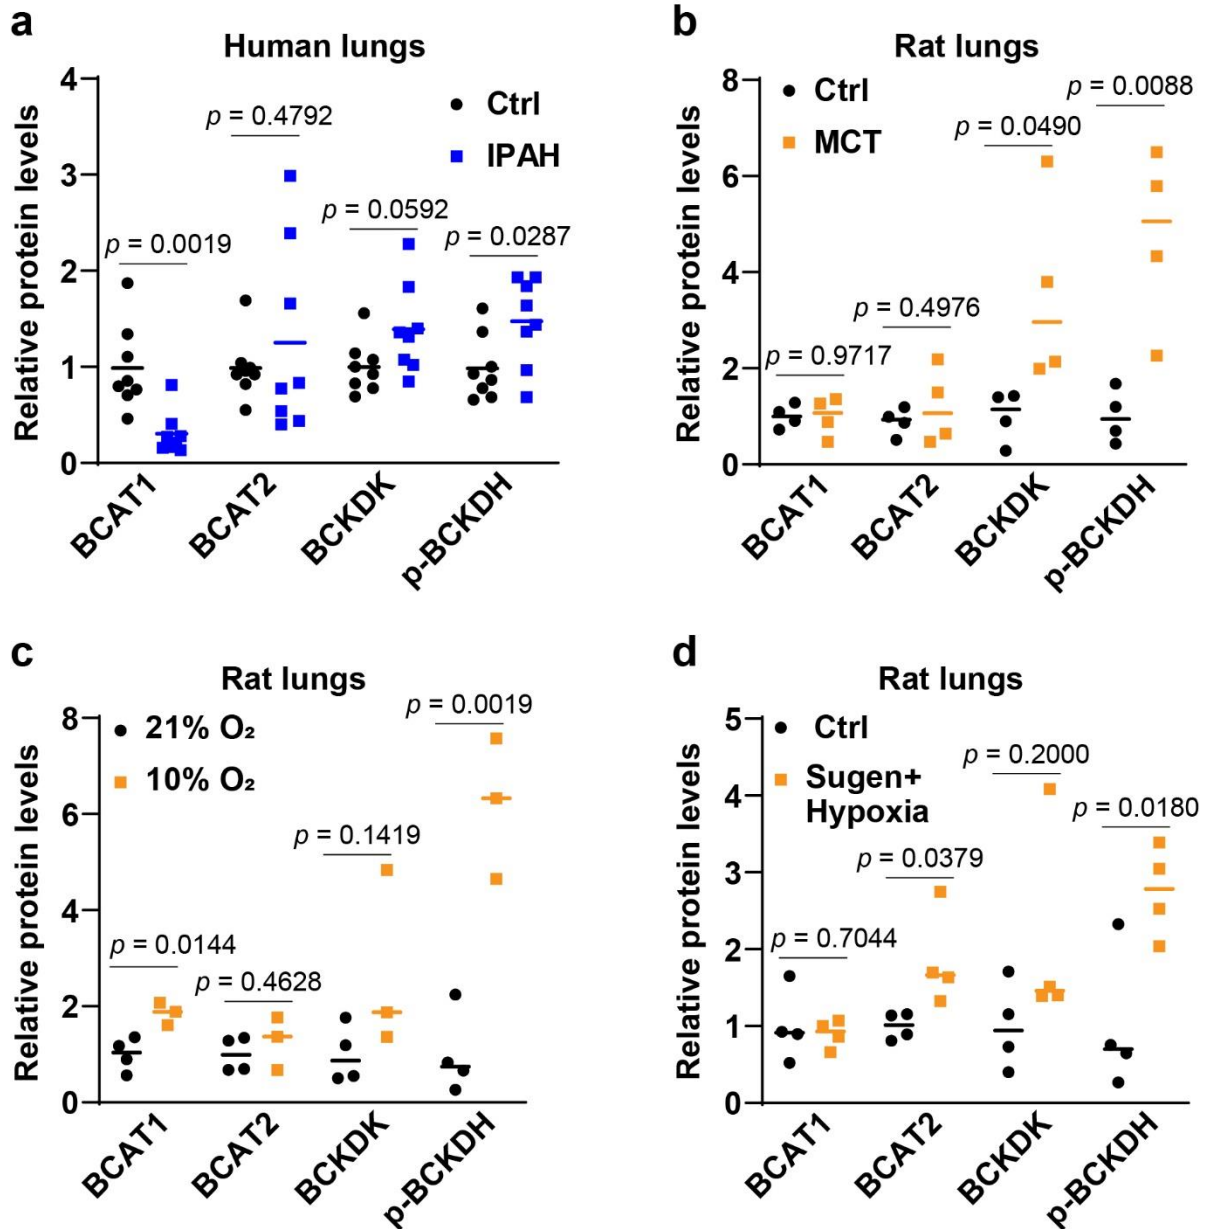 a
Human lungs
Relative protein levels
4
3
2
1
0
Ctrl
IPAH
p = 0.0019
p = 0.4792
p = 0.0592
p = 0.0287
BCAT1
BCAT2
BCKDK
p-BCKDH
b
Rat lungs
Relative protein levels
8
6
4
2
0
Ctrl
MCT
p = 0.9717
p = 0.4976
p = 0.0490
p = 0.0088
BCAT1
BCAT2
BCKDK
p-BCKDH
c
Rat lungs
Relative protein levels
8
6
4
2
0
21% O₂
10% O₂
p = 0.0144
p = 0.4628
p = 0.1419
p = 0.0019
BCAT1
BCAT2
BCKDK
p-BCKDH
d
Rat lungs
Relative protein levels
5
4
3
2
1
0
Ctrl
Sugen+
Hypoxia
p = 0.7044
p = 0.0379
p = 0.2000
p = 0.0180
BCAT1
BCAT2
BCKDK
p-BCKDH